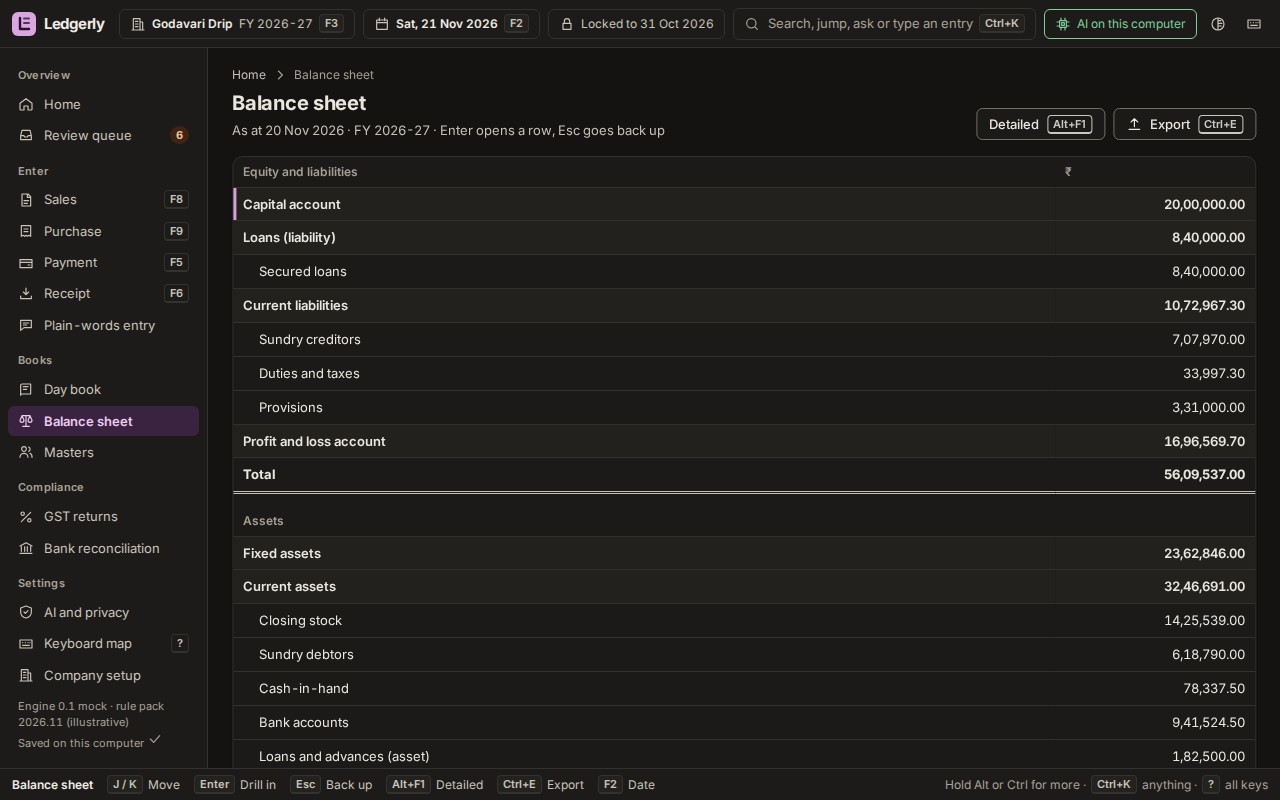 Ledgerly
Godavari Drip FY 2026-27 F3
Sat, 21 Nov 2026 F2
Locked to 31 Oct 2026
Search, jump, ask or type an entry Ctrl+K
AI on this computer
Overview
Home
Review queue 6
Enter
Sales F8
Purchase F9
Payment F5
Receipt F6
Plain-words entry
Books
Day book
Balance sheet
Masters
Compliance
GST returns
Bank reconciliation
Settings
AI and privacy
Keyboard map ?
Company setup
Engine 0.1 mock · rule pack
2026.11 (illustrative)
Saved on this computer
Home > Balance sheet
Balance sheet
As at 20 Nov 2026 · FY 2026-27 · Enter opens a row, Esc goes back up
Detailed Alt+F1
Export Ctrl+E
Equity and liabilities ₹
Capital account 20,00,000.00
Loans (liability) 8,40,000.00
Secured loans 8,40,000.00
Current liabilities 10,72,967.30
Sundry creditors 7,07,970.00
Duties and taxes 33,997.30
Provisions 3,31,000.00
Profit and loss account 16,96,569.70
Total 56,09,537.00
Assets
Fixed assets 23,62,846.00
Current assets 32,46,691.00
Closing stock 14,25,539.00
Sundry debtors 6,18,790.00
Cash-in-hand 78,337.50
Bank accounts 9,41,524.50
Loans and advances (asset) 1,82,500.00
Balance sheet J / K Move Enter Drill in Esc Back up Alt+F1 Detailed Ctrl+E Export F2 Date
Hold Alt or Ctrl for more · Ctrl+K anything · ? all keys